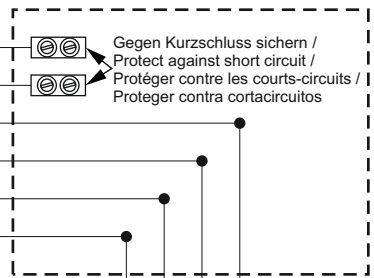 Gegen Kurzschluss sichern /
Protect against short circuit /
Protéger contre les courts-circuits /
Proteger contra cortacircuitos